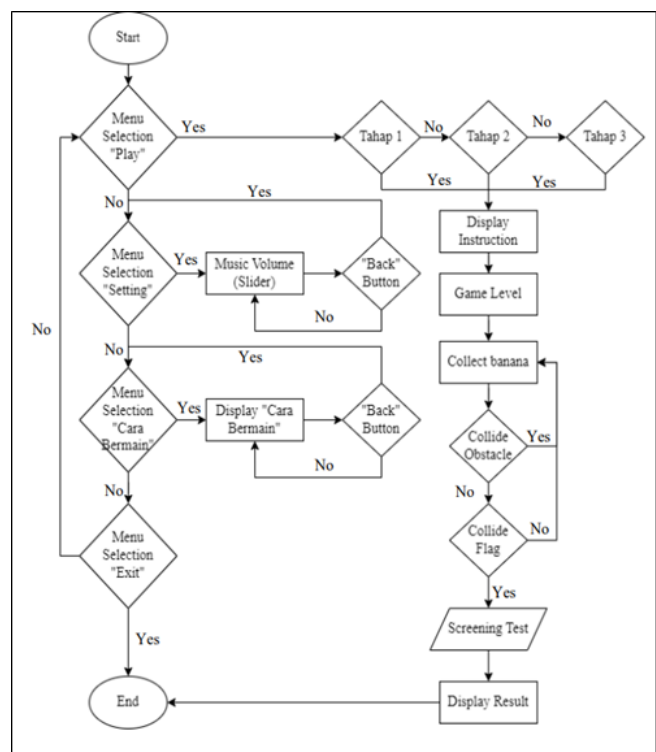 Start
Menu
Selection
"Play"
Yes
Tahap 1
No
Tahap 2
No
Tahap 3
No
Yes
Yes
Yes
Display
Instruction
Menu
Selection
"Setting"
Yes
Music Volume
(Slider)
"Back"
Button
No
Game Level
No
No
Yes
Collect banana
Menu
Selection
"Cara
Bermain"
Yes
Display "Cara
Bermain"
"Back"
Button
No
Collide
Obstacle
Yes
No
No
Menu
Selection
"Exit"
Collide
Flag
No
Yes
Yes
Screening Test
End
Display Result